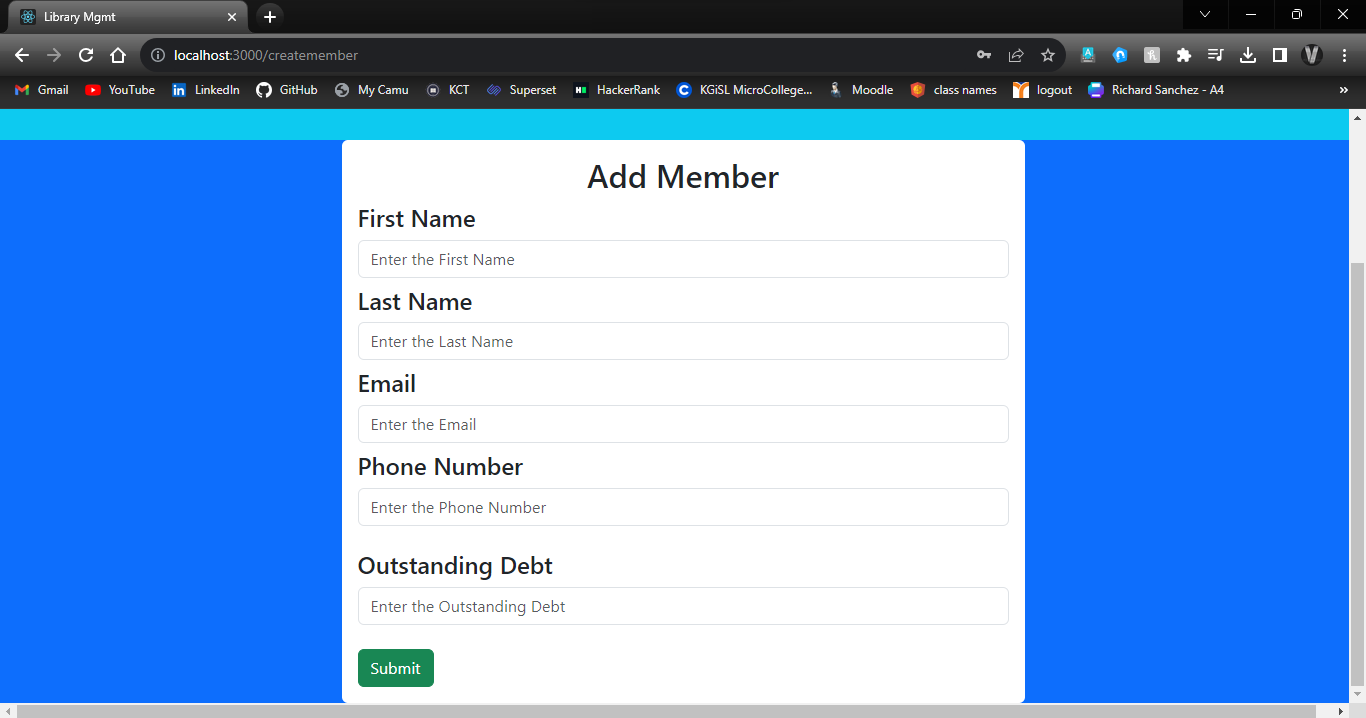 Library Mgmt
localhost:3000/createmember
Gmail YouTube LinkedIn GitHub My Camu KCT Superset HackerRank KGiSL MicroCollege... Moodle class names logout Richard Sanchez - A4 »
Add Member
First Name
Enter the First Name
Last Name
Enter the Last Name
Email
Enter the Email
Phone Number
Enter the Phone Number
Outstanding Debt
Enter the Outstanding Debt
Submit